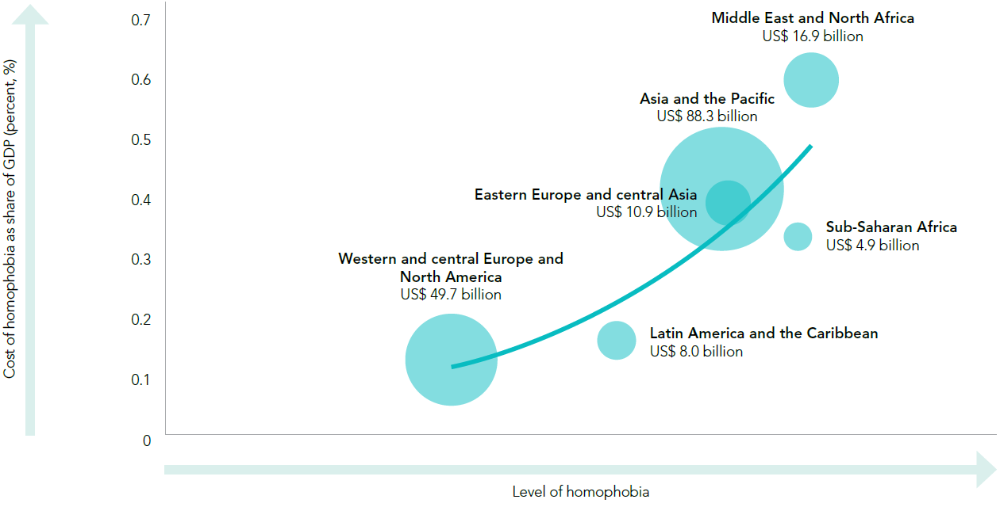 Cost of homophobia as share of GDP (percent, %)
0.7
0.6
0.5
0.4
0.3
0.2
0.1
0
Middle East and North Africa
US$ 16.9 billion
Asia and the Pacific
US$ 88.3 billion
Eastern Europe and central Asia
US$ 10.9 billion
Sub-Saharan Africa
US$ 4.9 billion
Western and central Europe and
North America
US$ 49.7 billion
Latin America and the Caribbean
US$ 8.0 billion
Level of homophobia